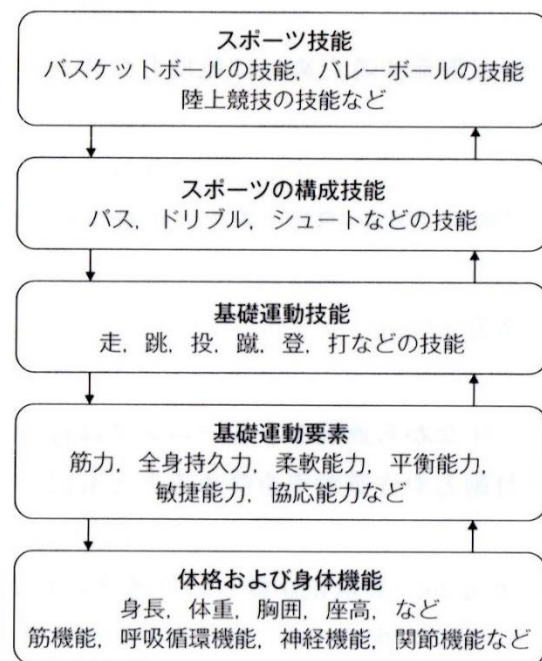 スポーツ技能
バスケットボールの技能，バレーボールの技能
陸上競技の技能など
スポーツの構成技能
パス，ドリブル，シュートなどの技能
基礎運動技能
走，跳，投，蹴，登，打などの技能
基礎運動要素
筋力，全身持久力，柔軟能力，平衡能力，
敏捷能力，協応能力など
体格および身体機能
身長，体重，胸囲，座高，など
筋機能，呼吸循環機能，神経機能，関節機能など